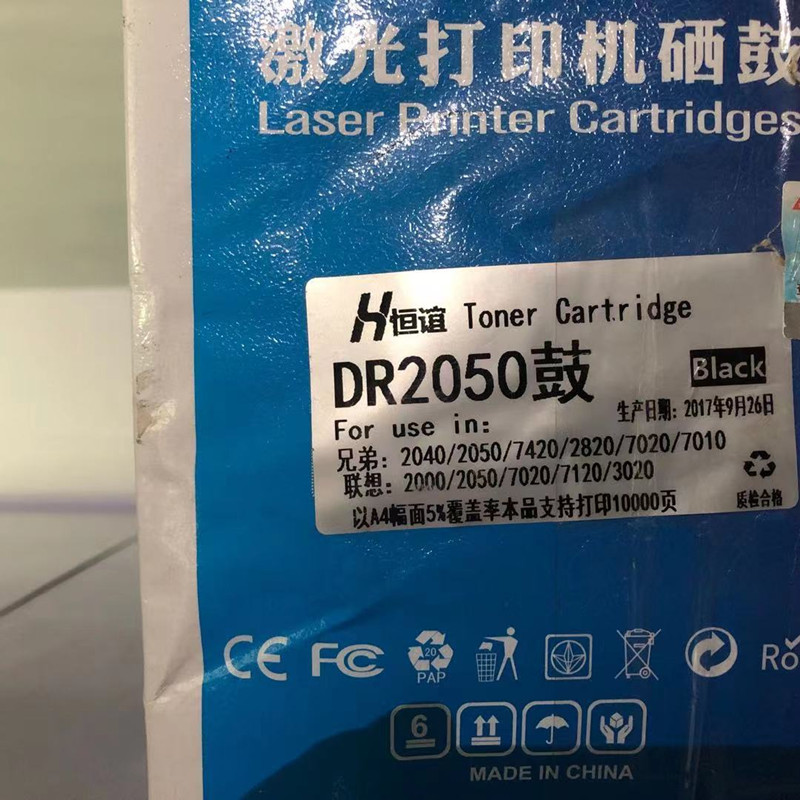 激光打印机硒鼓
Laser Printer Cartridges
恒谊 Toner Cartridge
DR2050鼓
Black
For use in:
生产日期: 2017年9月26日
兄弟: 2040/2050/7420/2820/7020/7010
联想: 2000/2050/7020/7120/3020
以A4幅面5%覆盖率本品支持打印10000页
质检合格
CE FC
20
PAP
6
MADE IN CHINA